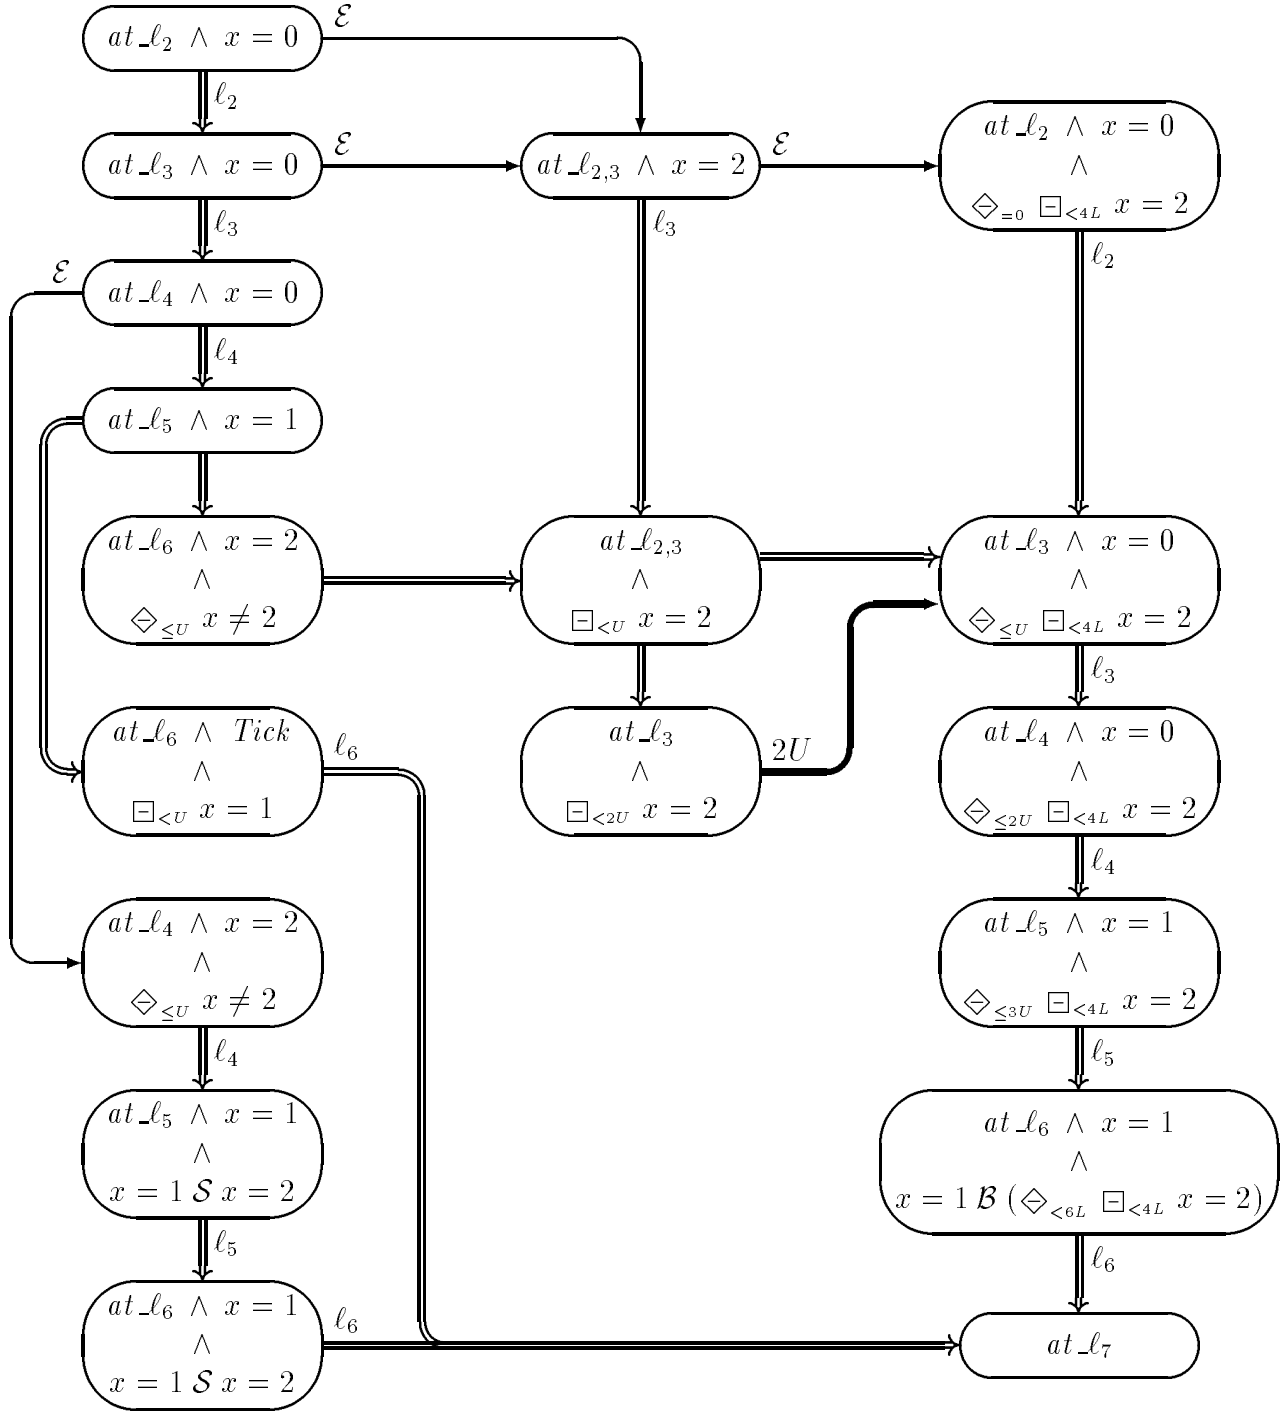 at_ℓ₂ ∧ x = 0
ℰ
ℓ₂
at_ℓ₃ ∧ x = 0
ℰ
at_ℓ₂,₃ ∧ x = 2
ℰ
at_ℓ₂ ∧ x = 0
∧
⟐₌₀ ⊟_{<4L} x = 2
ℓ₃
ℓ₃
ℓ₂
ℰ
at_ℓ₄ ∧ x = 0
ℓ₄
at_ℓ₅ ∧ x = 1
at_ℓ₆ ∧ x = 2
∧
⟐_{≤U} x ≠ 2
at_ℓ₂,₃
∧
⊟_{<U} x = 2
at_ℓ₃ ∧ x = 0
∧
⟐_{≤U} ⊟_{<4L} x = 2
ℓ₃
at_ℓ₆ ∧ Tick
∧
⊟_{<U} x = 1
ℓ₆
at_ℓ₃
∧
⊟_{<2U} x = 2
2U
at_ℓ₄ ∧ x = 0
∧
⟐_{≤2U} ⊟_{<4L} x = 2
ℓ₄
at_ℓ₄ ∧ x = 2
∧
⟐_{≤U} x ≠ 2
ℓ₄
at_ℓ₅ ∧ x = 1
∧
⟐_{≤3U} ⊟_{<4L} x = 2
ℓ₅
at_ℓ₅ ∧ x = 1
∧
x = 1 𝒮 x = 2
ℓ₅
at_ℓ₆ ∧ x = 1
∧
x = 1 ℬ (⟐_{<6L} ⊟_{<4L} x = 2)
ℓ₆
at_ℓ₆ ∧ x = 1
∧
x = 1 𝒮 x = 2
ℓ₆
at_ℓ₇